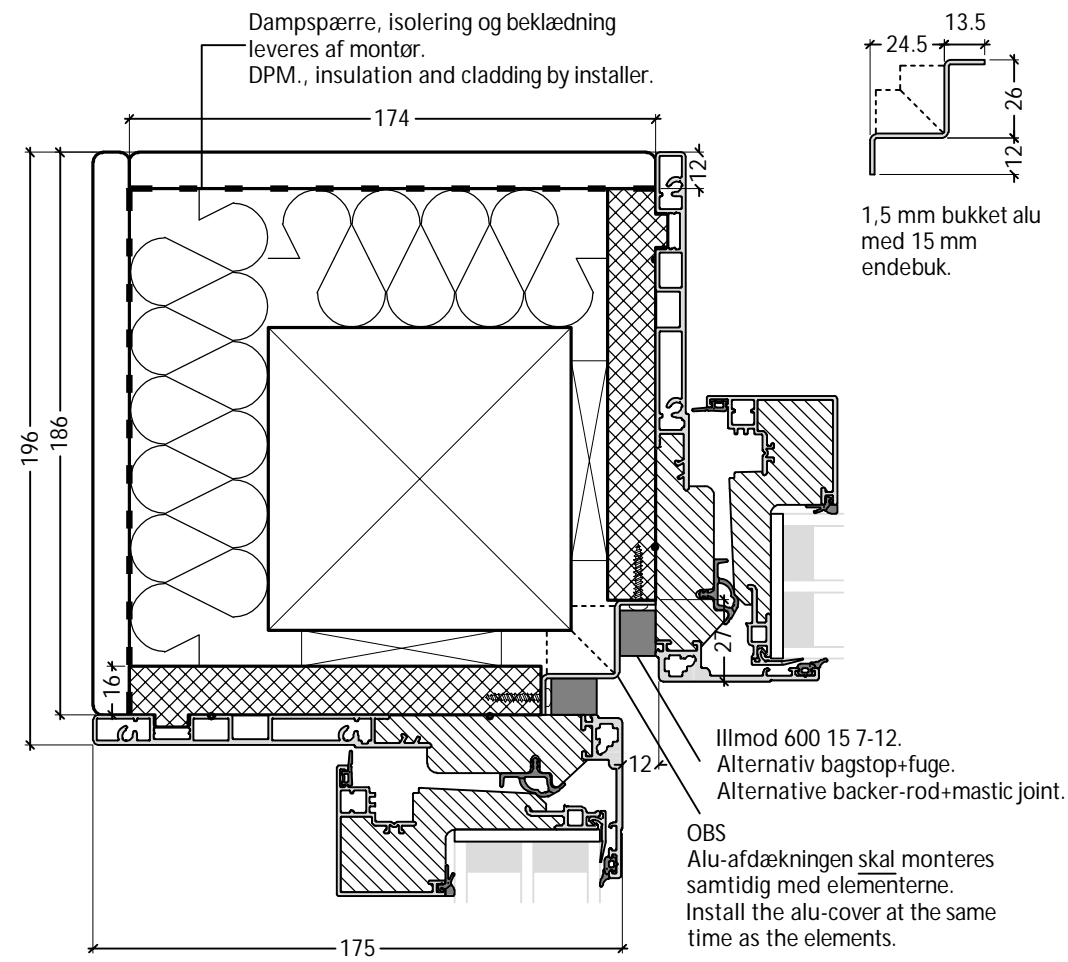 Dampspærre, isolering og beklædning
leveres af montør.
DPM., insulation and cladding by installer.
174
13.5
24.5
26
12
1,5 mm bukket alu
med 15 mm
endebuk.
12
196
186
16
27
12
175
Illmod 600 15 7-12.
Alternativ bagstop+fuge.
Alternative backer-rod+mastic joint.
OBS
Alu-afdækningen skal monteres
samtidig med elementerne.
Install the alu-cover at the same
time as the elements.